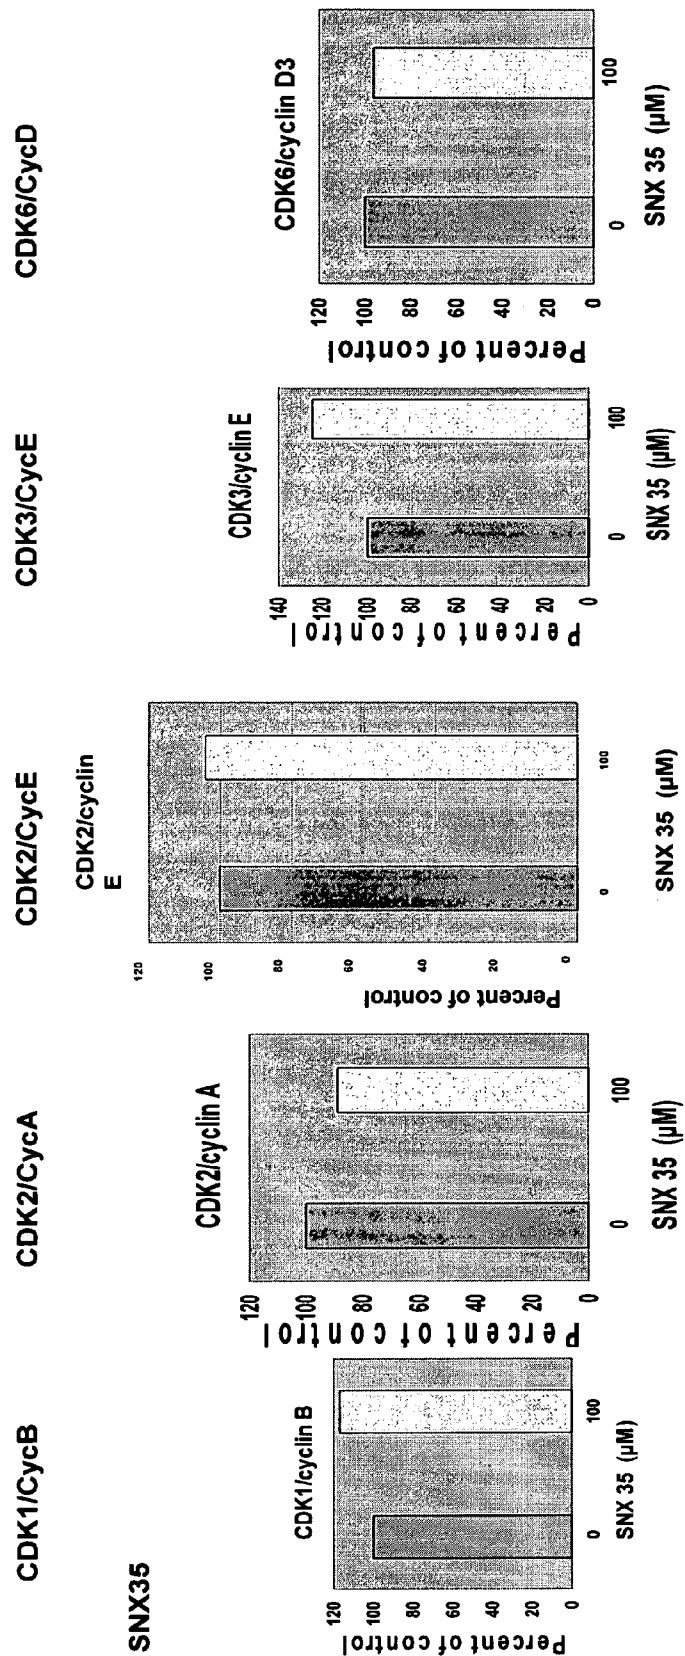 SNX35
CDK1/CycB
CDK1/cyclin B
120
100
80
60
40
20
0
Percent of control
0
100
SNX 35 (µM)
CDK2/CycA
CDK2/cyclin A
120
100
80
60
40
20
0
Percent of control
0
100
SNX 35 (µM)
CDK2/CycE
CDK2/cyclin
E
120
100
80
60
40
20
0
Percent of control
0
100
SNX 35 (µM)
CDK3/CycE
CDK3/cyclin E
140
120
100
80
60
40
20
0
Percent of control
0
100
SNX 35 (µM)
CDK6/CycD
CDK6/cyclin D3
120
100
80
60
40
20
0
Percent of control
0
100
SNX 35 (µM)